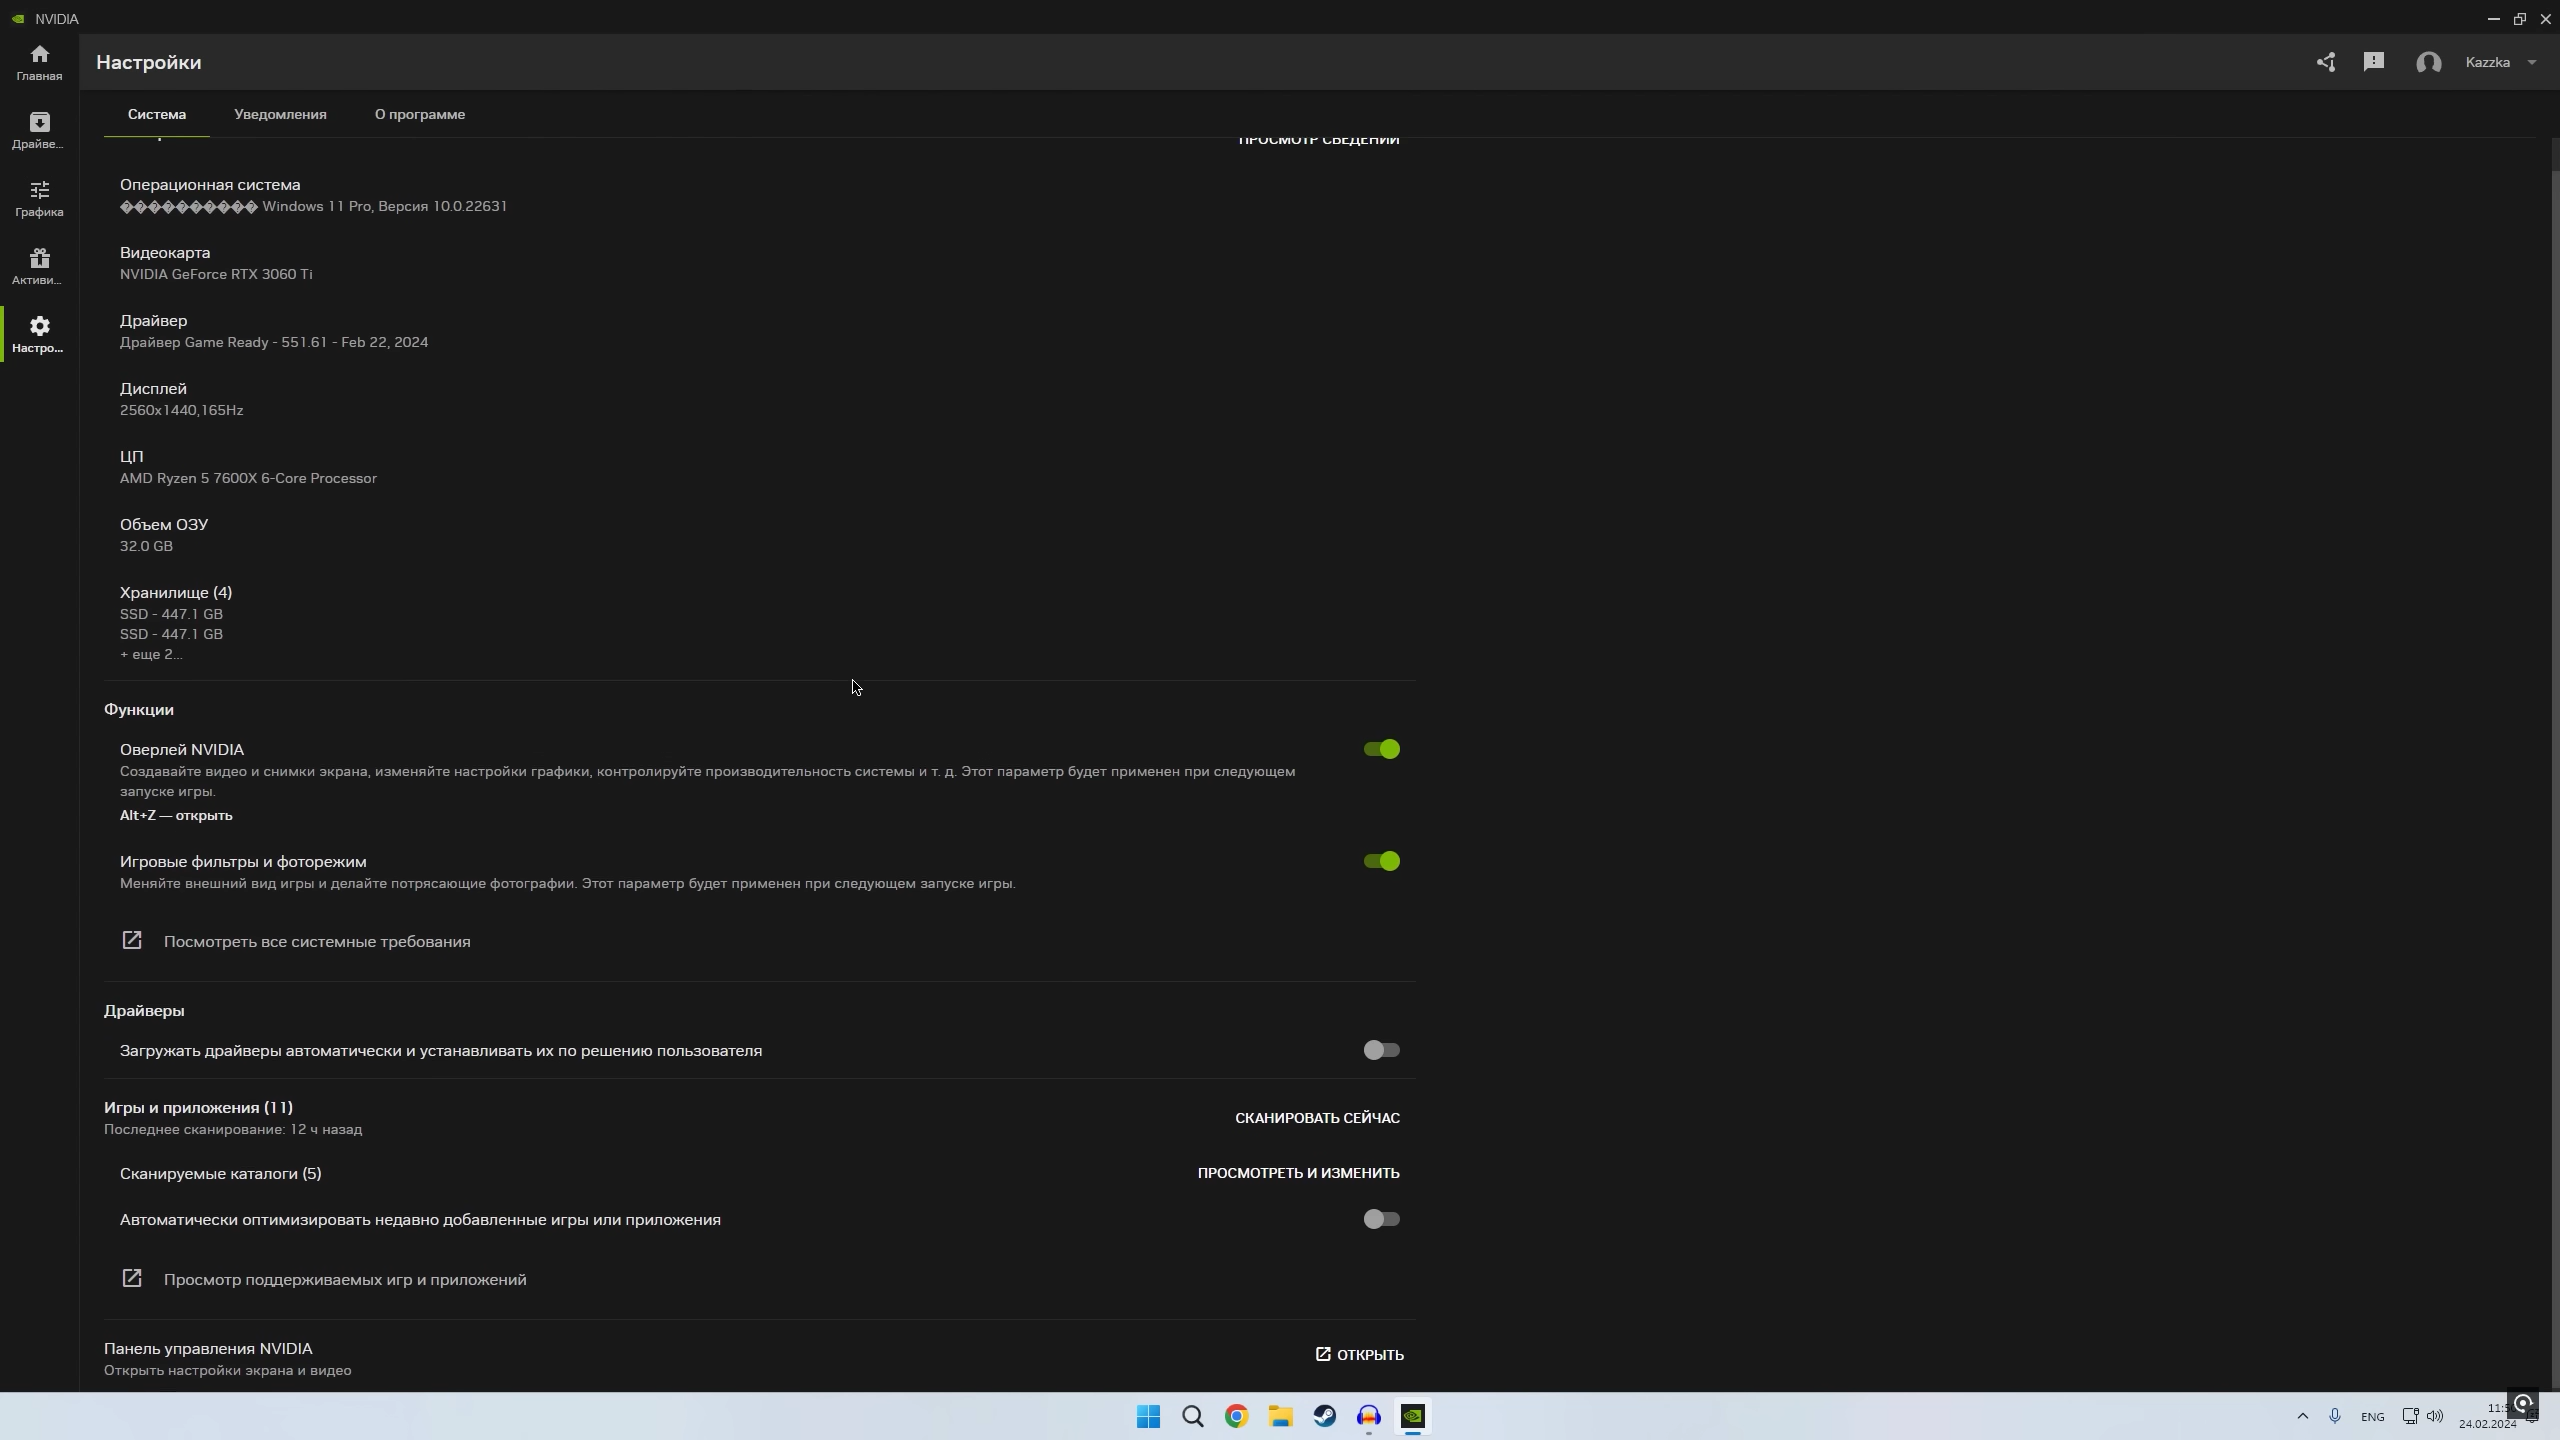 NVIDIA
Главная
Настройки
Kazzka
Драйве...
Система
Уведомления
О программе
ПРОСМОТР СВЕДЕНИЙ
Графика
Операционная система
������������ Windows 11 Pro, Версия 10.0.22631
Активи...
Видеокарта
NVIDIA GeForce RTX 3060 Ti
Настро...
Драйвер
Драйвер Game Ready - 551.61 - Feb 22, 2024
Дисплей
2560x1440,165Hz
ЦП
AMD Ryzen 5 7600X 6-Core Processor
Объем ОЗУ
32.0 GB
Хранилище (4)
SSD - 447.1 GB
SSD - 447.1 GB
+ еще 2...
Функции
Оверлей NVIDIA
Создавайте видео и снимки экрана, изменяйте настройки графики, контролируйте производительность системы и т. д. Этот параметр будет применен при следующем
запуске игры.
Alt+Z — открыть
Игровые фильтры и фоторежим
Меняйте внешний вид игры и делайте потрясающие фотографии. Этот параметр будет применен при следующем запуске игры.
Посмотреть все системные требования
Драйверы
Загружать драйверы автоматически и устанавливать их по решению пользователя
Игры и приложения (11)
СКАНИРОВАТЬ СЕЙЧАС
Последнее сканирование: 12 ч назад
Сканируемые каталоги (5)
ПРОСМОТРЕТЬ И ИЗМЕНИТЬ
Автоматически оптимизировать недавно добавленные игры или приложения
Просмотр поддерживаемых игр и приложений
Панель управления NVIDIA
ОТКРЫТЬ
Открыть настройки экрана и видео
ENG
24.02.2024